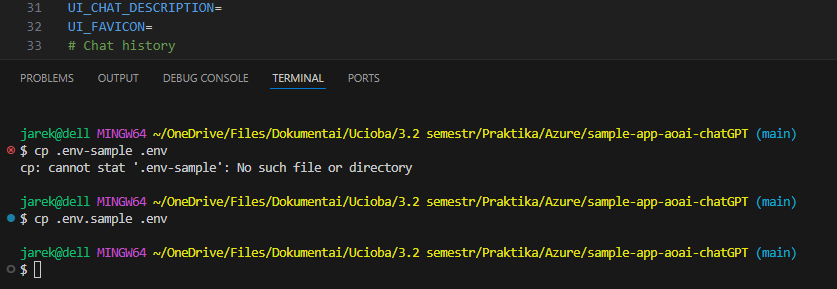 31 UI_CHAT_DESCRIPTION=
32 UI_FAVICON=
33 # Chat history
PROBLEMS OUTPUT DEBUG CONSOLE TERMINAL PORTS
jarek@dell MINGW64 ~/OneDrive/Files/Dokumentai/Ucioba/3.2 semestr/Praktika/Azure/sample-app-aoai-chatGPT (main)
$ cp .env-sample .env
cp: cannot stat '.env-sample': No such file or directory
jarek@dell MINGW64 ~/OneDrive/Files/Dokumentai/Ucioba/3.2 semestr/Praktika/Azure/sample-app-aoai-chatGPT (main)
$ cp .env.sample .env
jarek@dell MINGW64 ~/OneDrive/Files/Dokumentai/Ucioba/3.2 semestr/Praktika/Azure/sample-app-aoai-chatGPT (main)
$